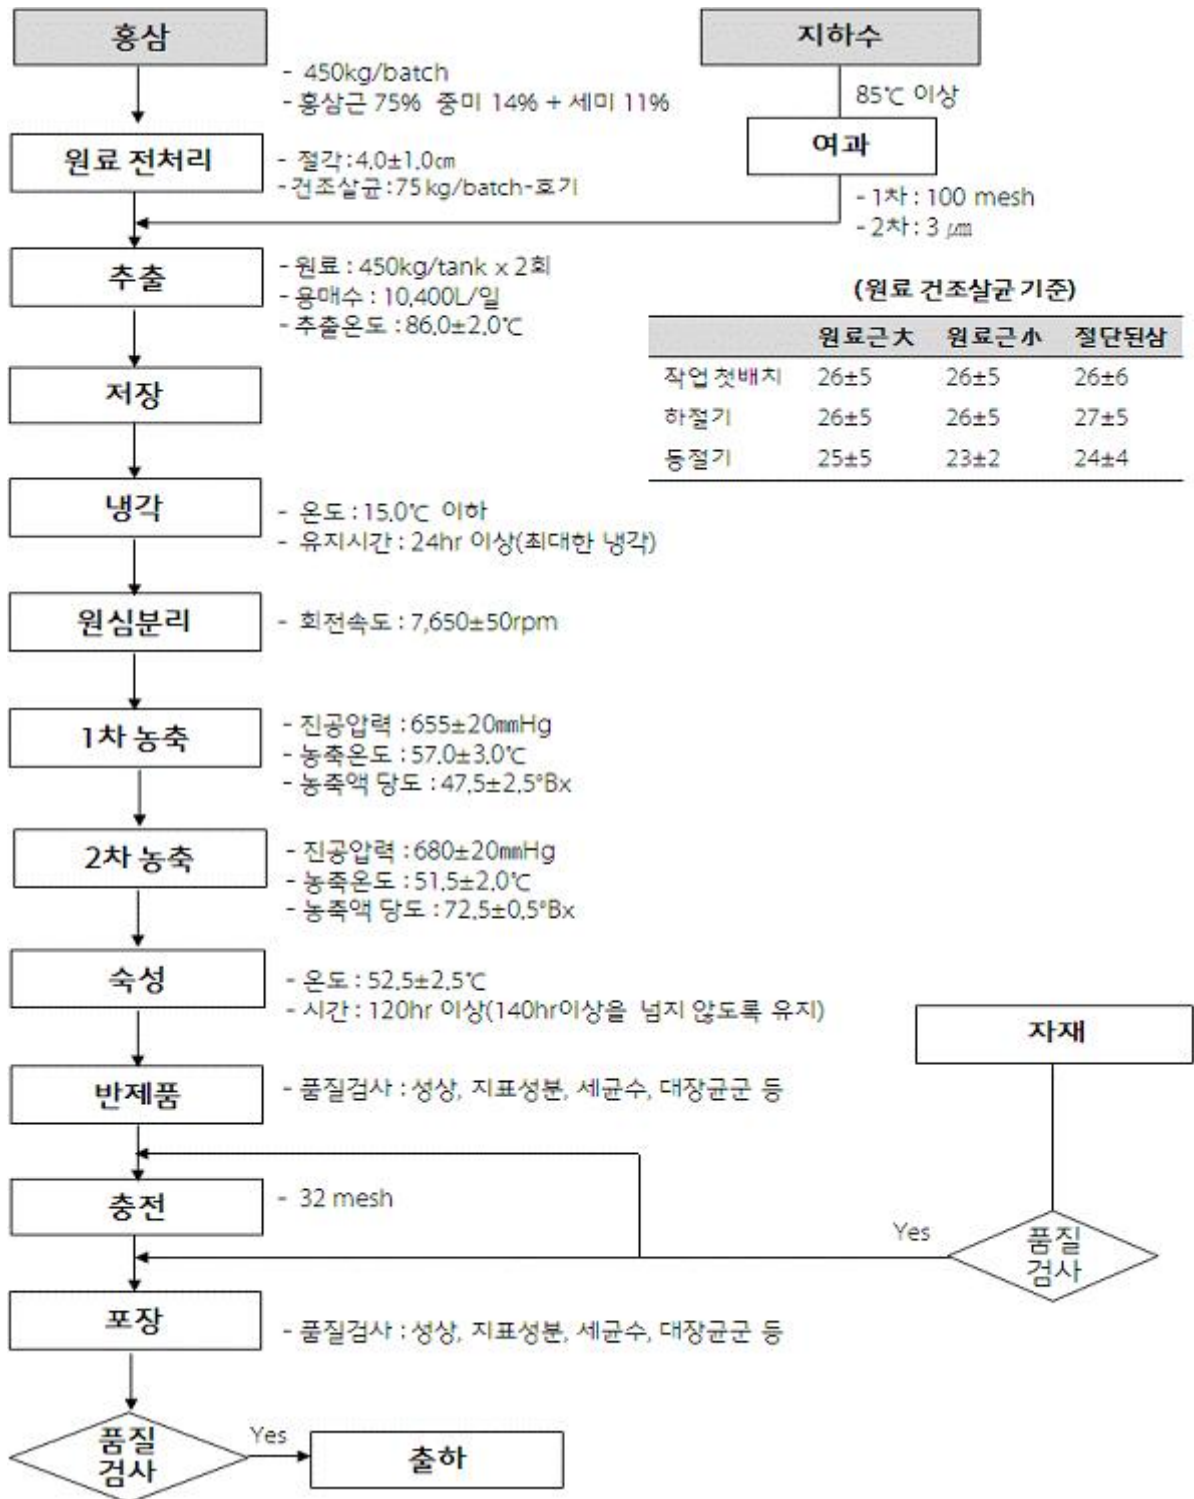 홍삼
지하수
- 450kg/batch
- 홍삼근 75% 중미 14% + 세미 11%
85℃ 이상
여과
원료 전처리
- 절각 : 4.0±1.0㎝
- 건조살균 : 75kg/batch-호기
- 1차 : 100 mesh
- 2차 : 3 ㎛
추출
- 원료 : 450kg/tank x 2회
- 용매수 : 10,400L/일
- 추출온도 : 86.0±2.0℃
(원료 건조살균 기준)
원료근大 원료근小 절단된삼
작업 첫배치 26±5 26±5 26±6
하절기 26±5 26±5 27±5
동절기 25±5 23±2 24±4
저장
냉각
- 온도 : 15.0℃ 이하
- 유지시간 : 24hr 이상(최대한 냉각)
원심분리
- 회전속도 : 7,650±50rpm
1차 농축
- 진공압력 : 655±20㎜Hg
- 농축온도 : 57.0±3.0℃
- 농축액 당도 : 47.5±2.5°Bx
2차 농축
- 진공압력 : 680±20㎜Hg
- 농축온도 : 51.5±2.0℃
- 농축액 당도 : 72.5±0.5°Bx
숙성
- 온도 : 52.5±2.5℃
- 시간 : 120hr 이상(140hr이상을 넘지 않도록 유지)
자재
반제품
- 품질검사 : 성상, 지표성분, 세균수, 대장균군 등
충전
- 32 mesh
Yes
품질
검사
포장
- 품질검사 : 성상, 지표성분, 세균수, 대장균군 등
품질
검사
Yes
출하